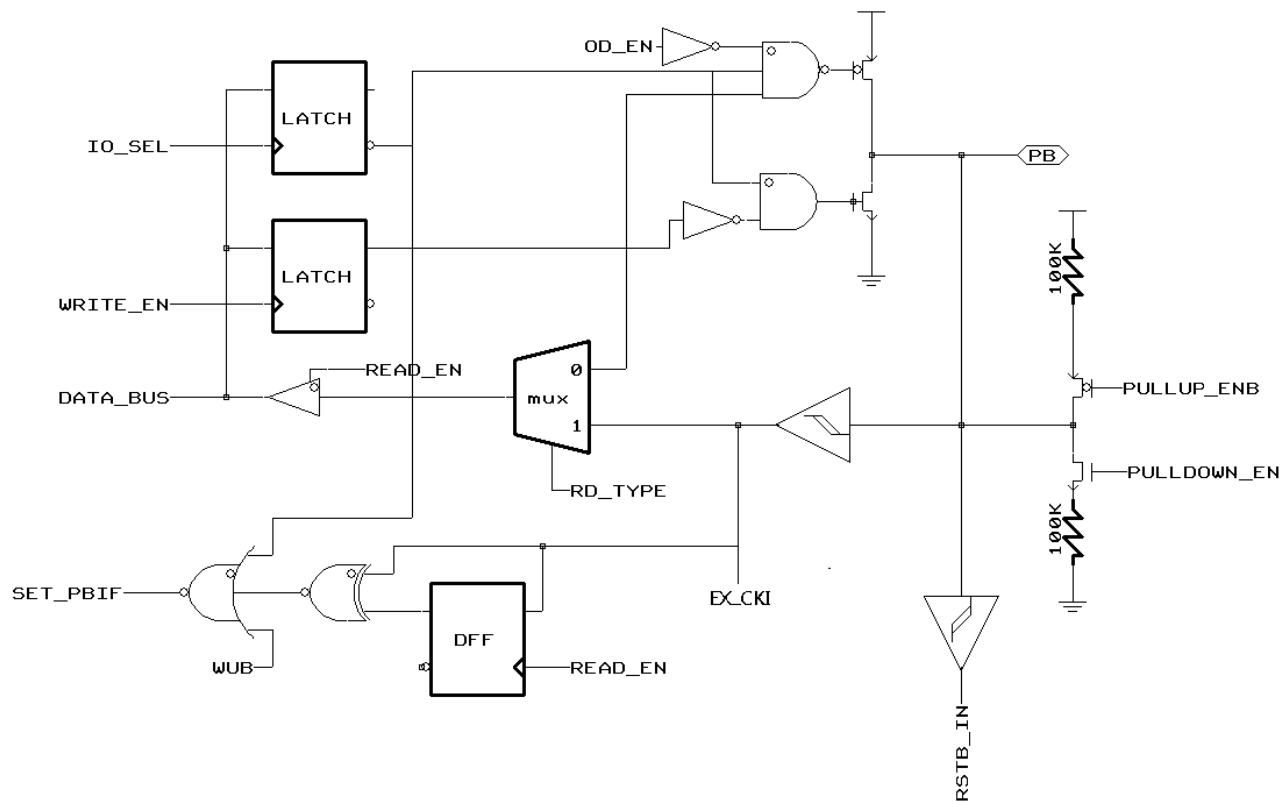 OD_EN
LATCH
IO_SEL
PB
LATCH
WRITE_EN
100K
READ_EN
0
DATA_BUS
mux
PULLUP_ENB
1
PULLDOWN_EN
RD_TYPE
100K
SET_PBIF
EX_CKI
DFF
WUB
READ_EN
RSTB_IN